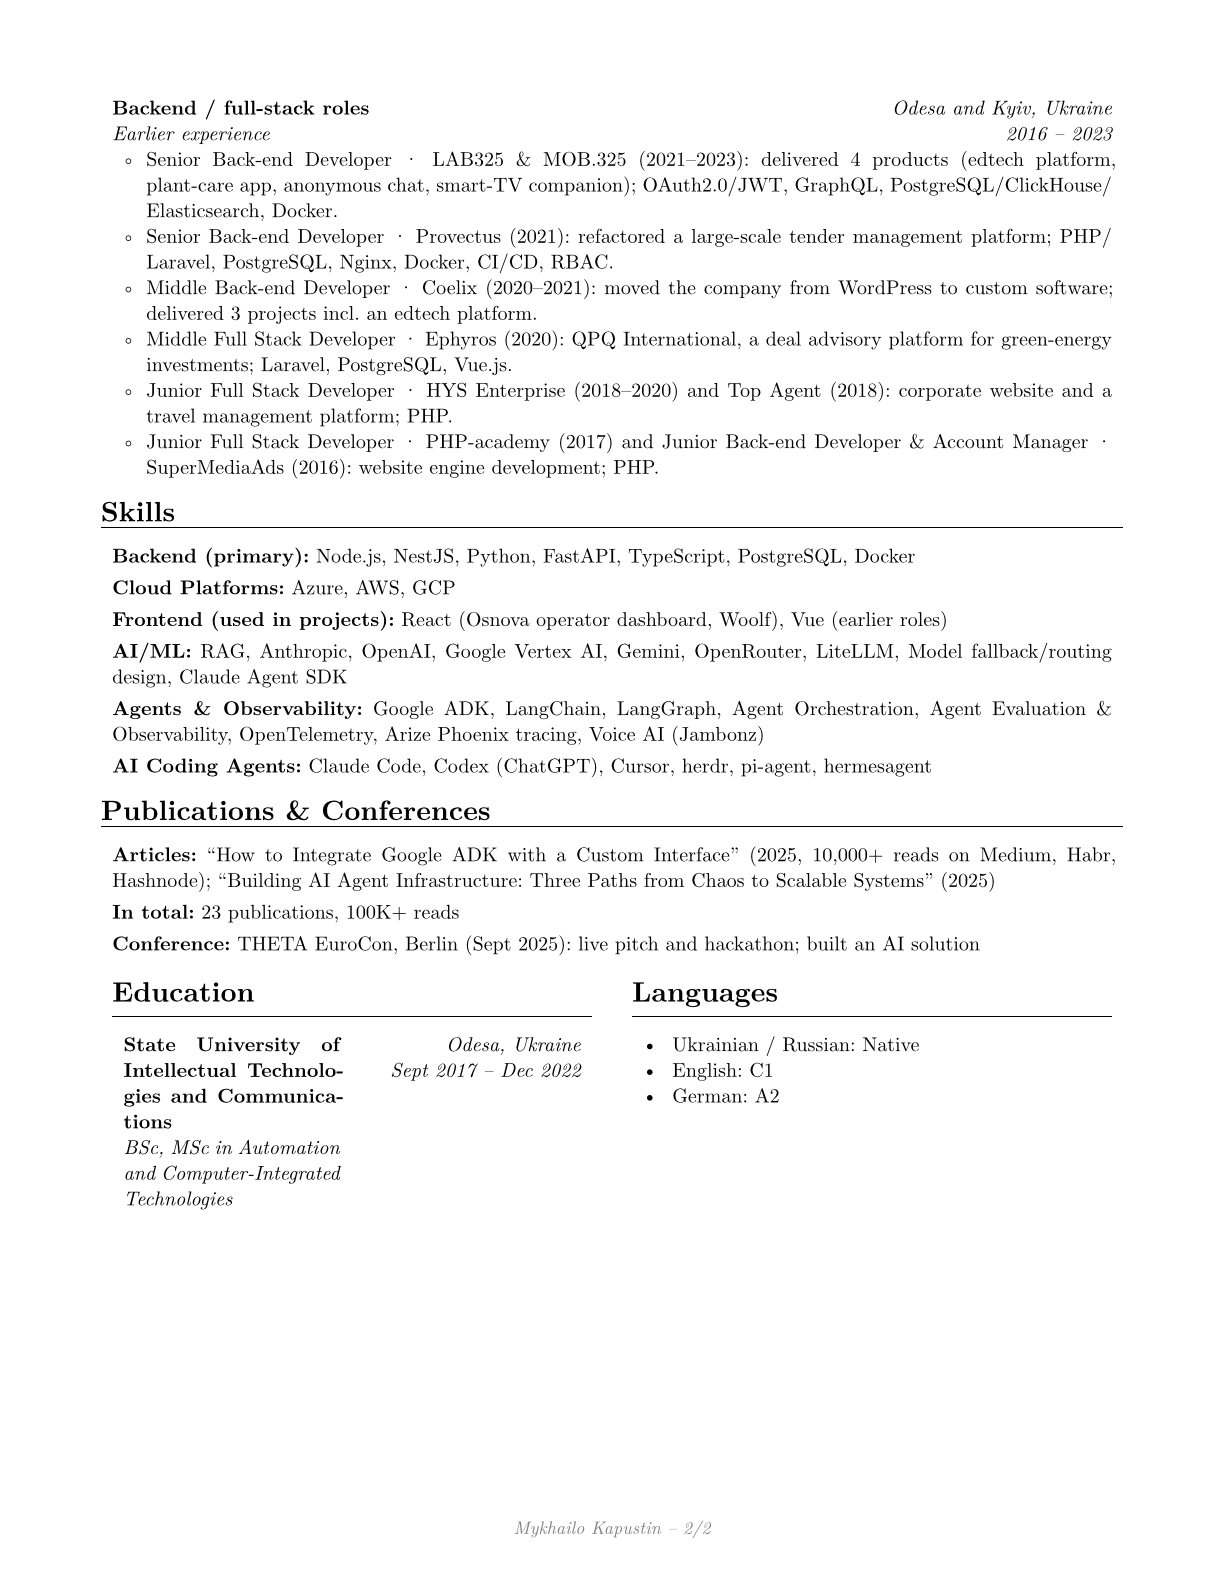 Backend / full-stack roles Odesa and Kyiv, Ukraine
Earlier experience 2016 – 2023
◦ Senior Back-end Developer · LAB325 & MOB.325 (2021–2023): delivered 4 products (edtech platform,
plant-care app, anonymous chat, smart-TV companion); OAuth2.0/JWT, GraphQL, PostgreSQL/ClickHouse/
Elasticsearch, Docker.
◦ Senior Back-end Developer · Provectus (2021): refactored a large-scale tender management platform; PHP/
Laravel, PostgreSQL, Nginx, Docker, CI/CD, RBAC.
◦ Middle Back-end Developer · Coelix (2020–2021): moved the company from WordPress to custom software;
delivered 3 projects incl. an edtech platform.
◦ Middle Full Stack Developer · Ephyros (2020): QPQ International, a deal advisory platform for green-energy
investments; Laravel, PostgreSQL, Vue.js.
◦ Junior Full Stack Developer · HYS Enterprise (2018–2020) and Top Agent (2018): corporate website and a
travel management platform; PHP.
◦ Junior Full Stack Developer · PHP-academy (2017) and Junior Back-end Developer & Account Manager ·
SuperMediaAds (2016): website engine development; PHP.
Skills
Backend (primary): Node.js, NestJS, Python, FastAPI, TypeScript, PostgreSQL, Docker
Cloud Platforms: Azure, AWS, GCP
Frontend (used in projects): React (Osnova operator dashboard, Woolf), Vue (earlier roles)
AI/ML: RAG, Anthropic, OpenAI, Google Vertex AI, Gemini, OpenRouter, LiteLLM, Model fallback/routing
design, Claude Agent SDK
Agents & Observability: Google ADK, LangChain, LangGraph, Agent Orchestration, Agent Evaluation &
Observability, OpenTelemetry, Arize Phoenix tracing, Voice AI (Jambonz)
AI Coding Agents: Claude Code, Codex (ChatGPT), Cursor, herdr, pi-agent, hermesagent
Publications & Conferences
Articles: “How to Integrate Google ADK with a Custom Interface” (2025, 10,000+ reads on Medium, Habr,
Hashnode); “Building AI Agent Infrastructure: Three Paths from Chaos to Scalable Systems” (2025)
In total: 23 publications, 100K+ reads
Conference: THETA EuroCon, Berlin (Sept 2025): live pitch and hackathon; built an AI solution
Education
State University of Odesa, Ukraine
Intellectual Technolo- Sept 2017 – Dec 2022
gies and Communica-
tions
BSc, MSc in Automation
and Computer-Integrated
Technologies
Languages
• Ukrainian / Russian: Native
• English: C1
• German: A2
Mykhailo Kapustin – 2/2